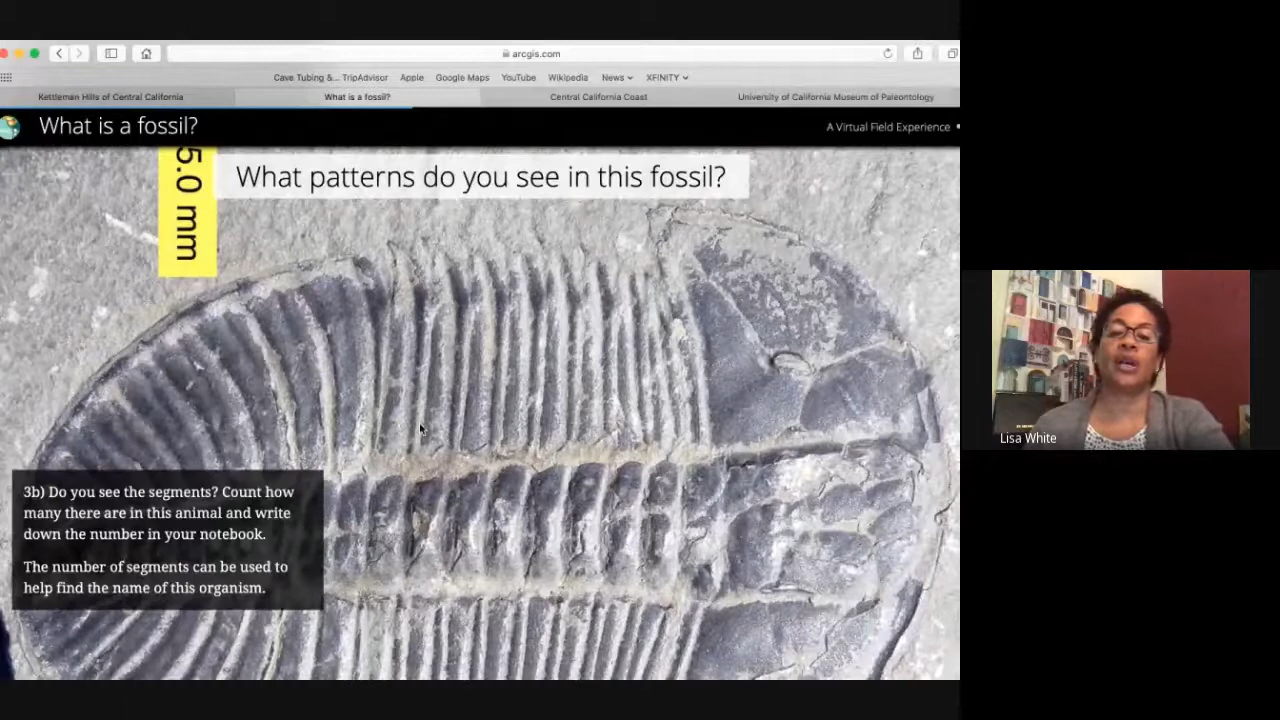 arcgis.com
Cave Tubing &... TripAdvisor Apple Google Maps YouTube Wikipedia News XFINITY
Kettleman Hills of Central California What is a fossil? Central California Coast University of California Museum of Paleontology
What is a fossil? A Virtual Field Experience
5.0 mm
What patterns do you see in this fossil?
3b) Do you see the segments? Count how
many there are in this animal and write
down the number in your notebook.
The number of segments can be used to
help find the name of this organism.
Lisa White